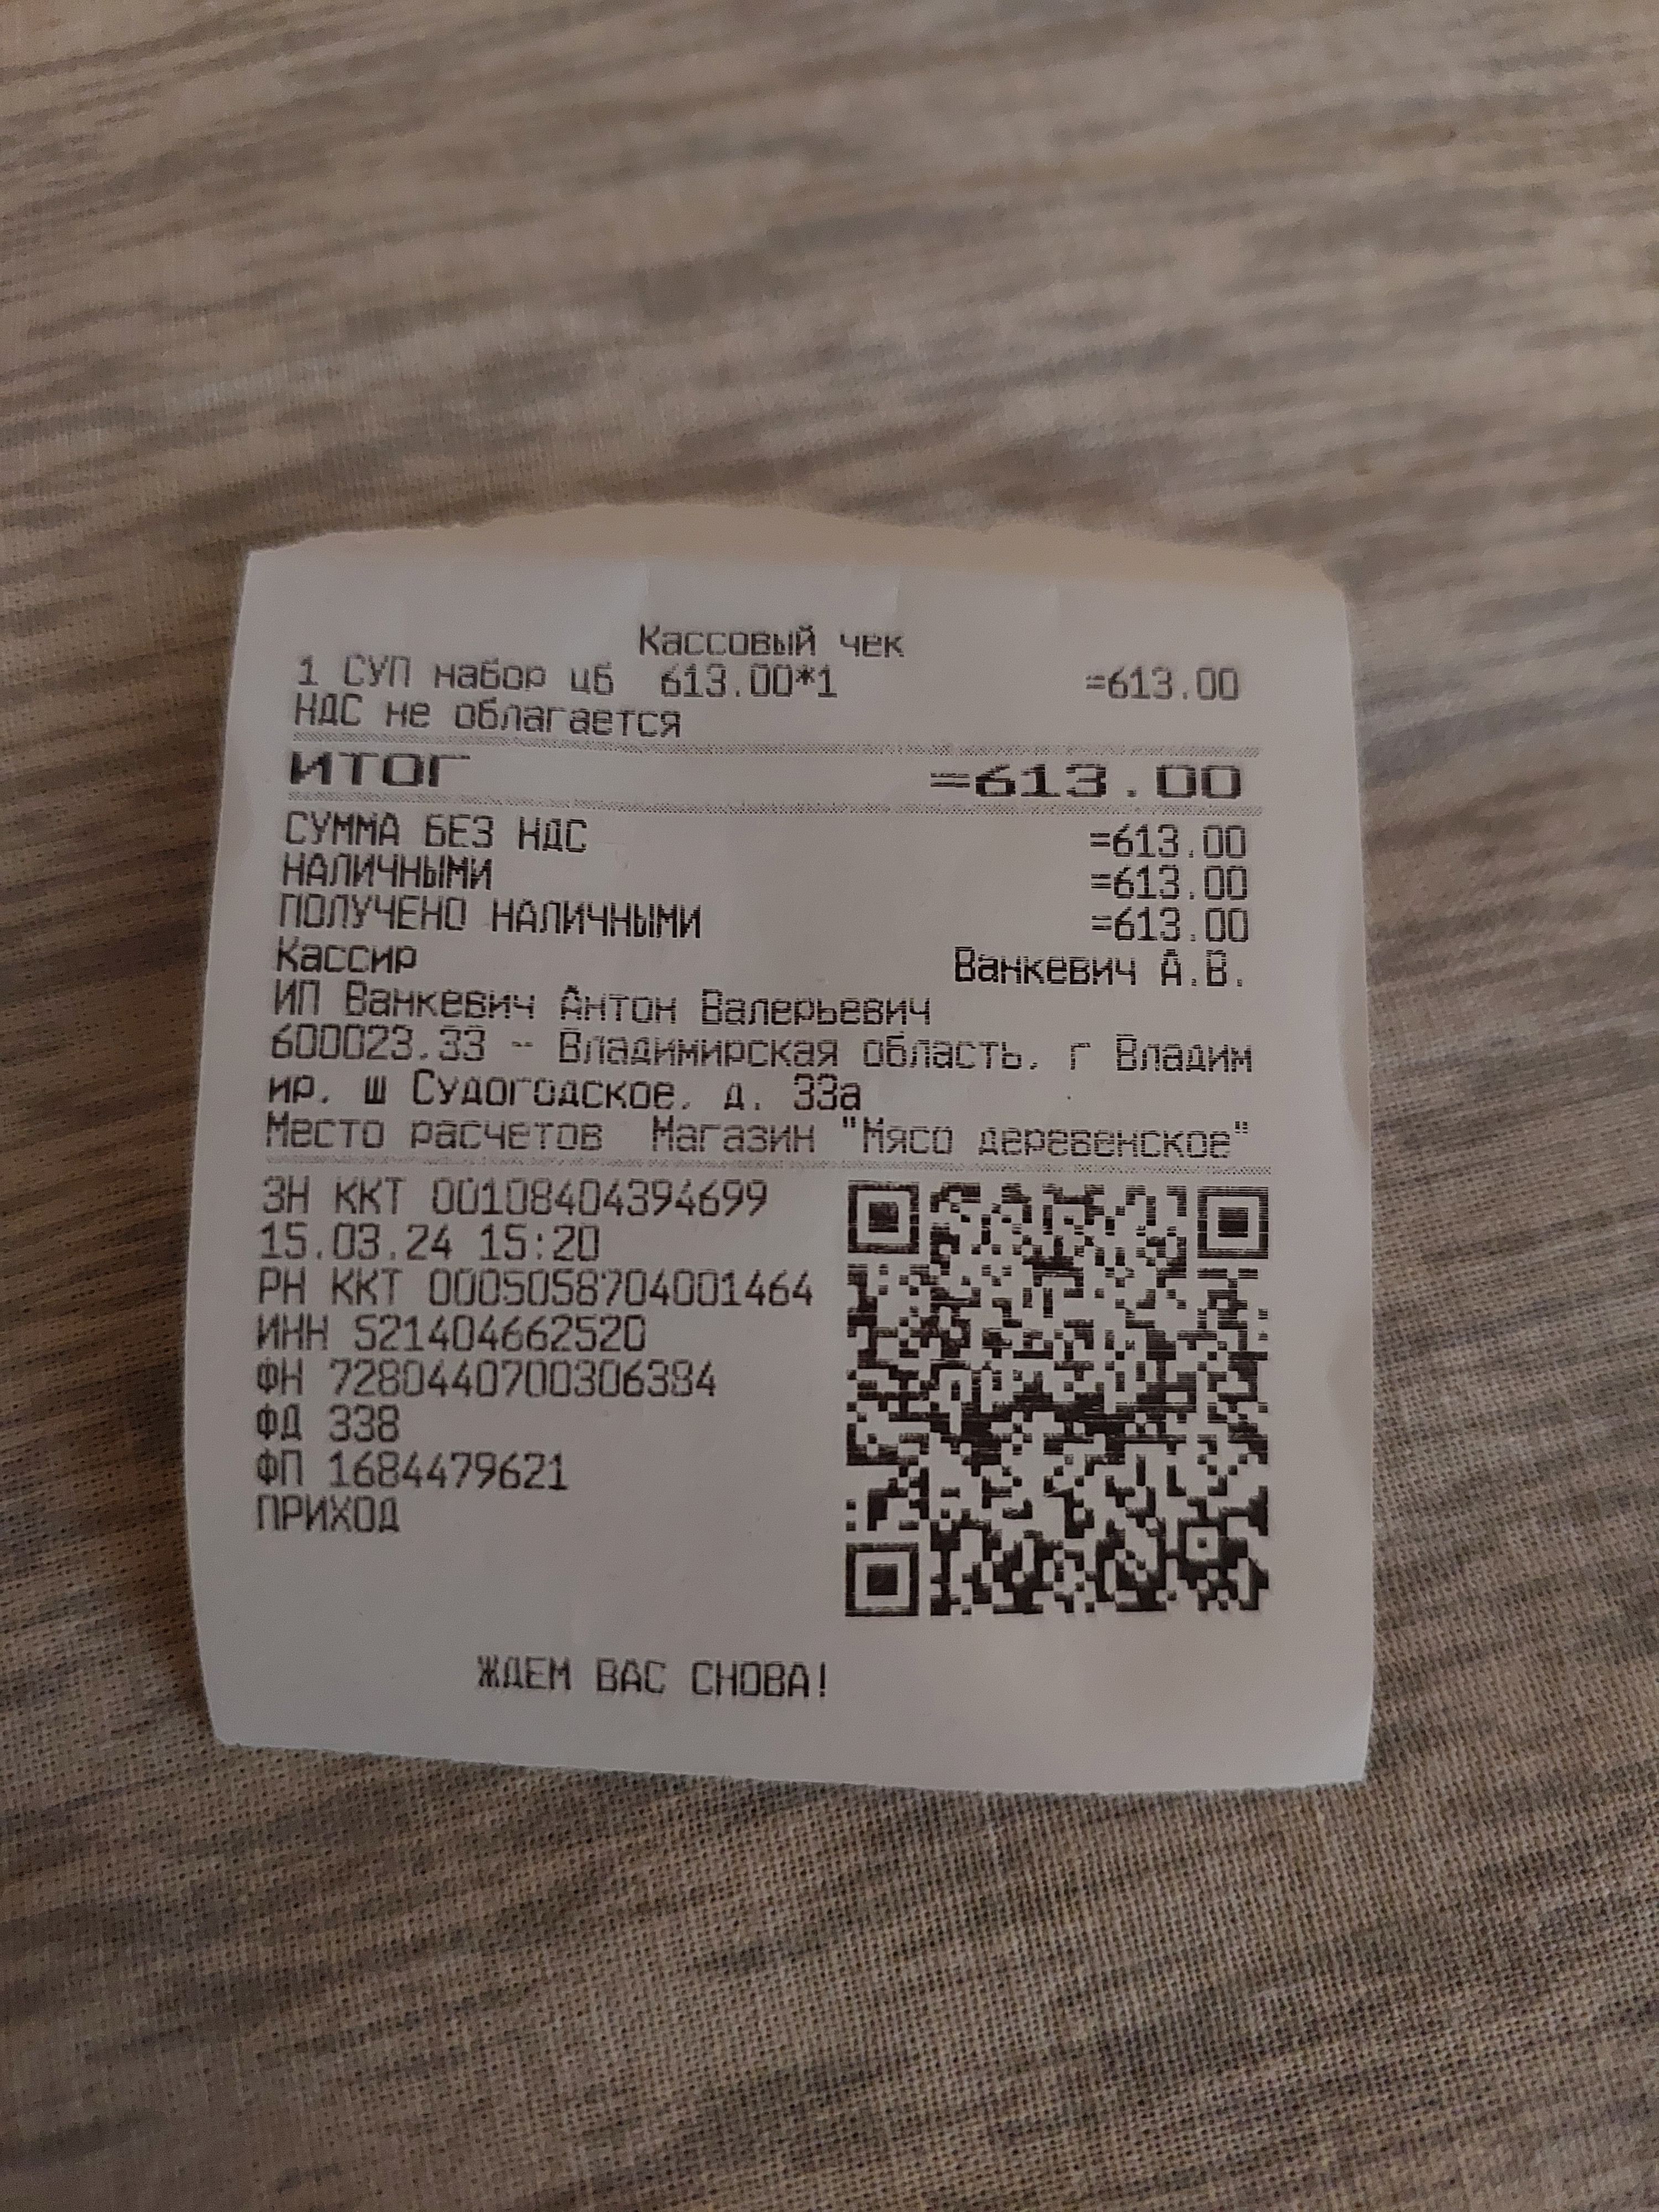 Кассовый чек
1 СУП набор цб 613.00*1 =613.00
НДС не облагается
ИТОГ =613.00
СУММА БЕЗ НДС =613.00
НАЛИЧНЫМИ =613.00
ПОЛУЧЕНО НАЛИЧНЫМИ =613.00
Кассир Ванкевич А.В.
ИП Ванкевич Антон Валерьевич
600023,33 - Владимирская область, г Владим
ир, ш Судогодское, д. 33а
Место расчетов Магазин "Мясо деревенское"
ЗН ККТ 00108404394699
15.03.24 15:20
РН ККТ 0005058704001464
ИНН 521404662520
ФН 7280440700306384
ФД 338
ФП 1684479621
ПРИХОД
ЖДЕМ ВАС СНОВА!